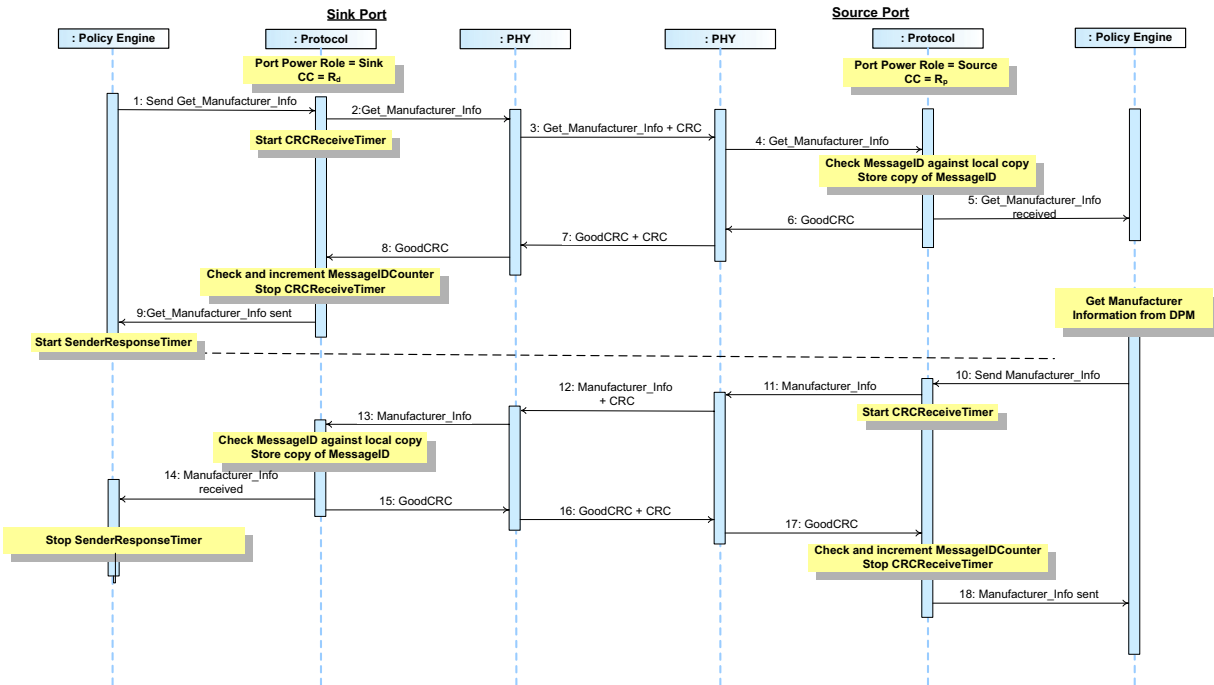 Sink Port
Source Port
: Policy Engine
: Protocol
: PHY
: PHY
: Protocol
: Policy Engine
Port Power Role = Sink
CC = Rd
Port Power Role = Source
CC = Rp
1: Send Get_Manufacturer_Info
2:Get_Manufacturer_Info
Start CRCReceiveTimer
3: Get_Manufacturer_Info + CRC
4: Get_Manufacturer_Info
Check MessageID against local copy
Store copy of MessageID
5: Get_Manufacturer_Info
received
6: GoodCRC
7: GoodCRC + CRC
8: GoodCRC
Check and increment MessageIDCounter
Stop CRCReceiveTimer
9:Get_Manufacturer_Info sent
Start SenderResponseTimer
Get Manufacturer
Information from DPM
10: Send Manufacturer_Info
11: Manufacturer_Info
Start CRCReceiveTimer
12: Manufacturer_Info
+ CRC
13: Manufacturer_Info
Check MessageID against local copy
Store copy of MessageID
14: Manufacturer_Info
received
15: GoodCRC
16: GoodCRC + CRC
17: GoodCRC
Stop SenderResponseTimer
Check and increment MessageIDCounter
Stop CRCReceiveTimer
18: Manufacturer_Info sent